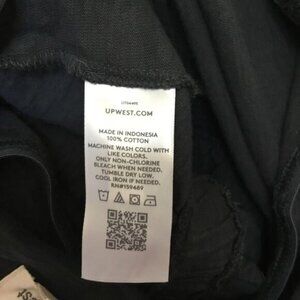 UPWEST.COM
MADE IN INDONESIA
100% COTTON
MACHINE WASH COLD WITH
LIKE COLORS.
ONLY NON-CHLORINE
BLEACH WHEN NEEDED.
TUMBLE DRY LOW.
COOL IRON IF NEEDED.
RN#159489